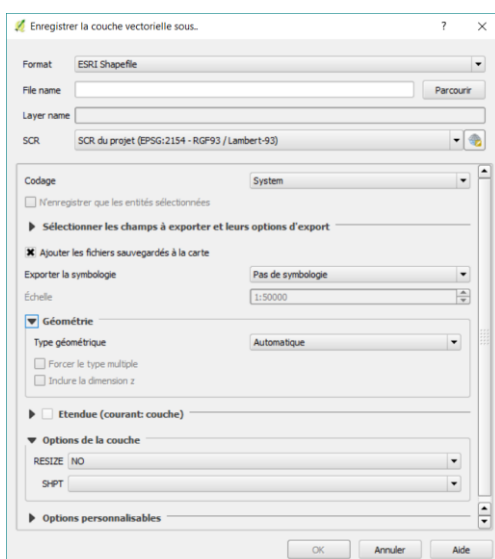 Enregistrer la couche vectorielle sous..
?
Format ESRI Shapefile
File name Parcourir
Layer name
SCR SCR du projet (EPSG:2154 - RGF93 / Lambert-93)
Codage System
N'enregistrer que les entités sélectionnées
Sélectionner les champs à exporter et leurs options d'export
Ajouter les fichiers sauvegardés à la carte
Exporter la symbologie Pas de symbologie
Échelle 1:50000
Géométrie
Type géométrique Automatique
Forcer le type multiple
Inclure la dimension z
Etendue (courant: couche)
Options de la couche
RESIZE NO
SHPT
Options personnalisables
OK Annuler Aide